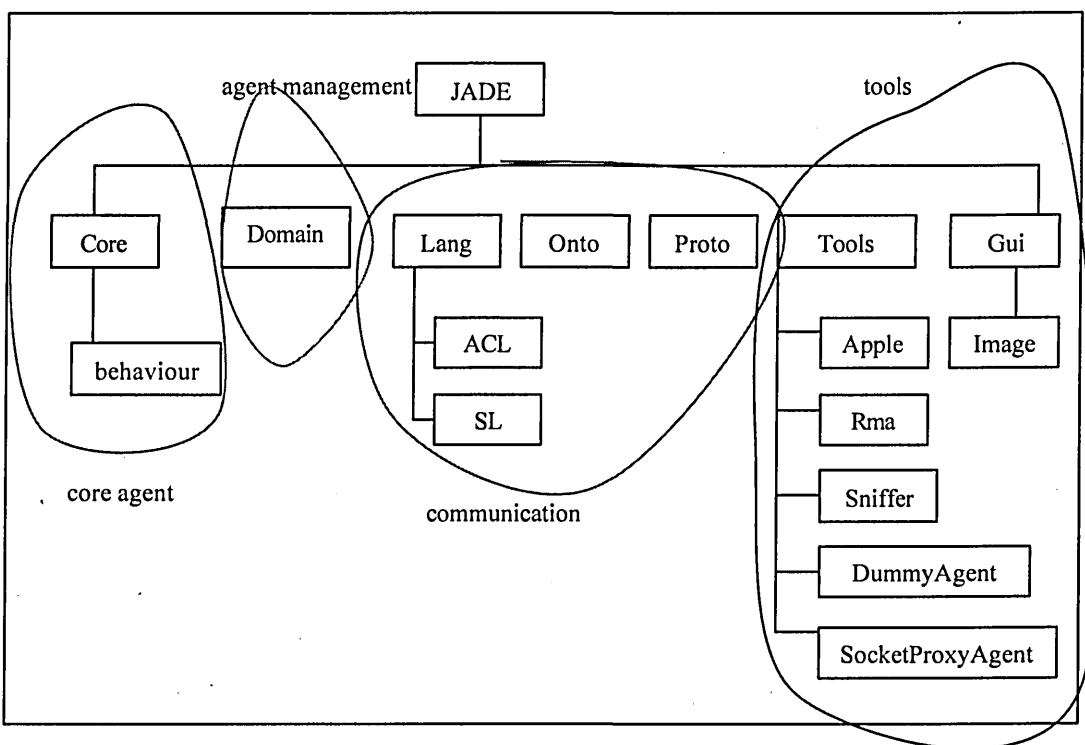 agent management
JADE
tools
Core
Domain
Lang
Onto
Proto
Tools
Gui
behaviour
ACL
SL
Apple
Image
Rma
Sniffer
DummyAgent
SocketProxyAgent
core agent
communication